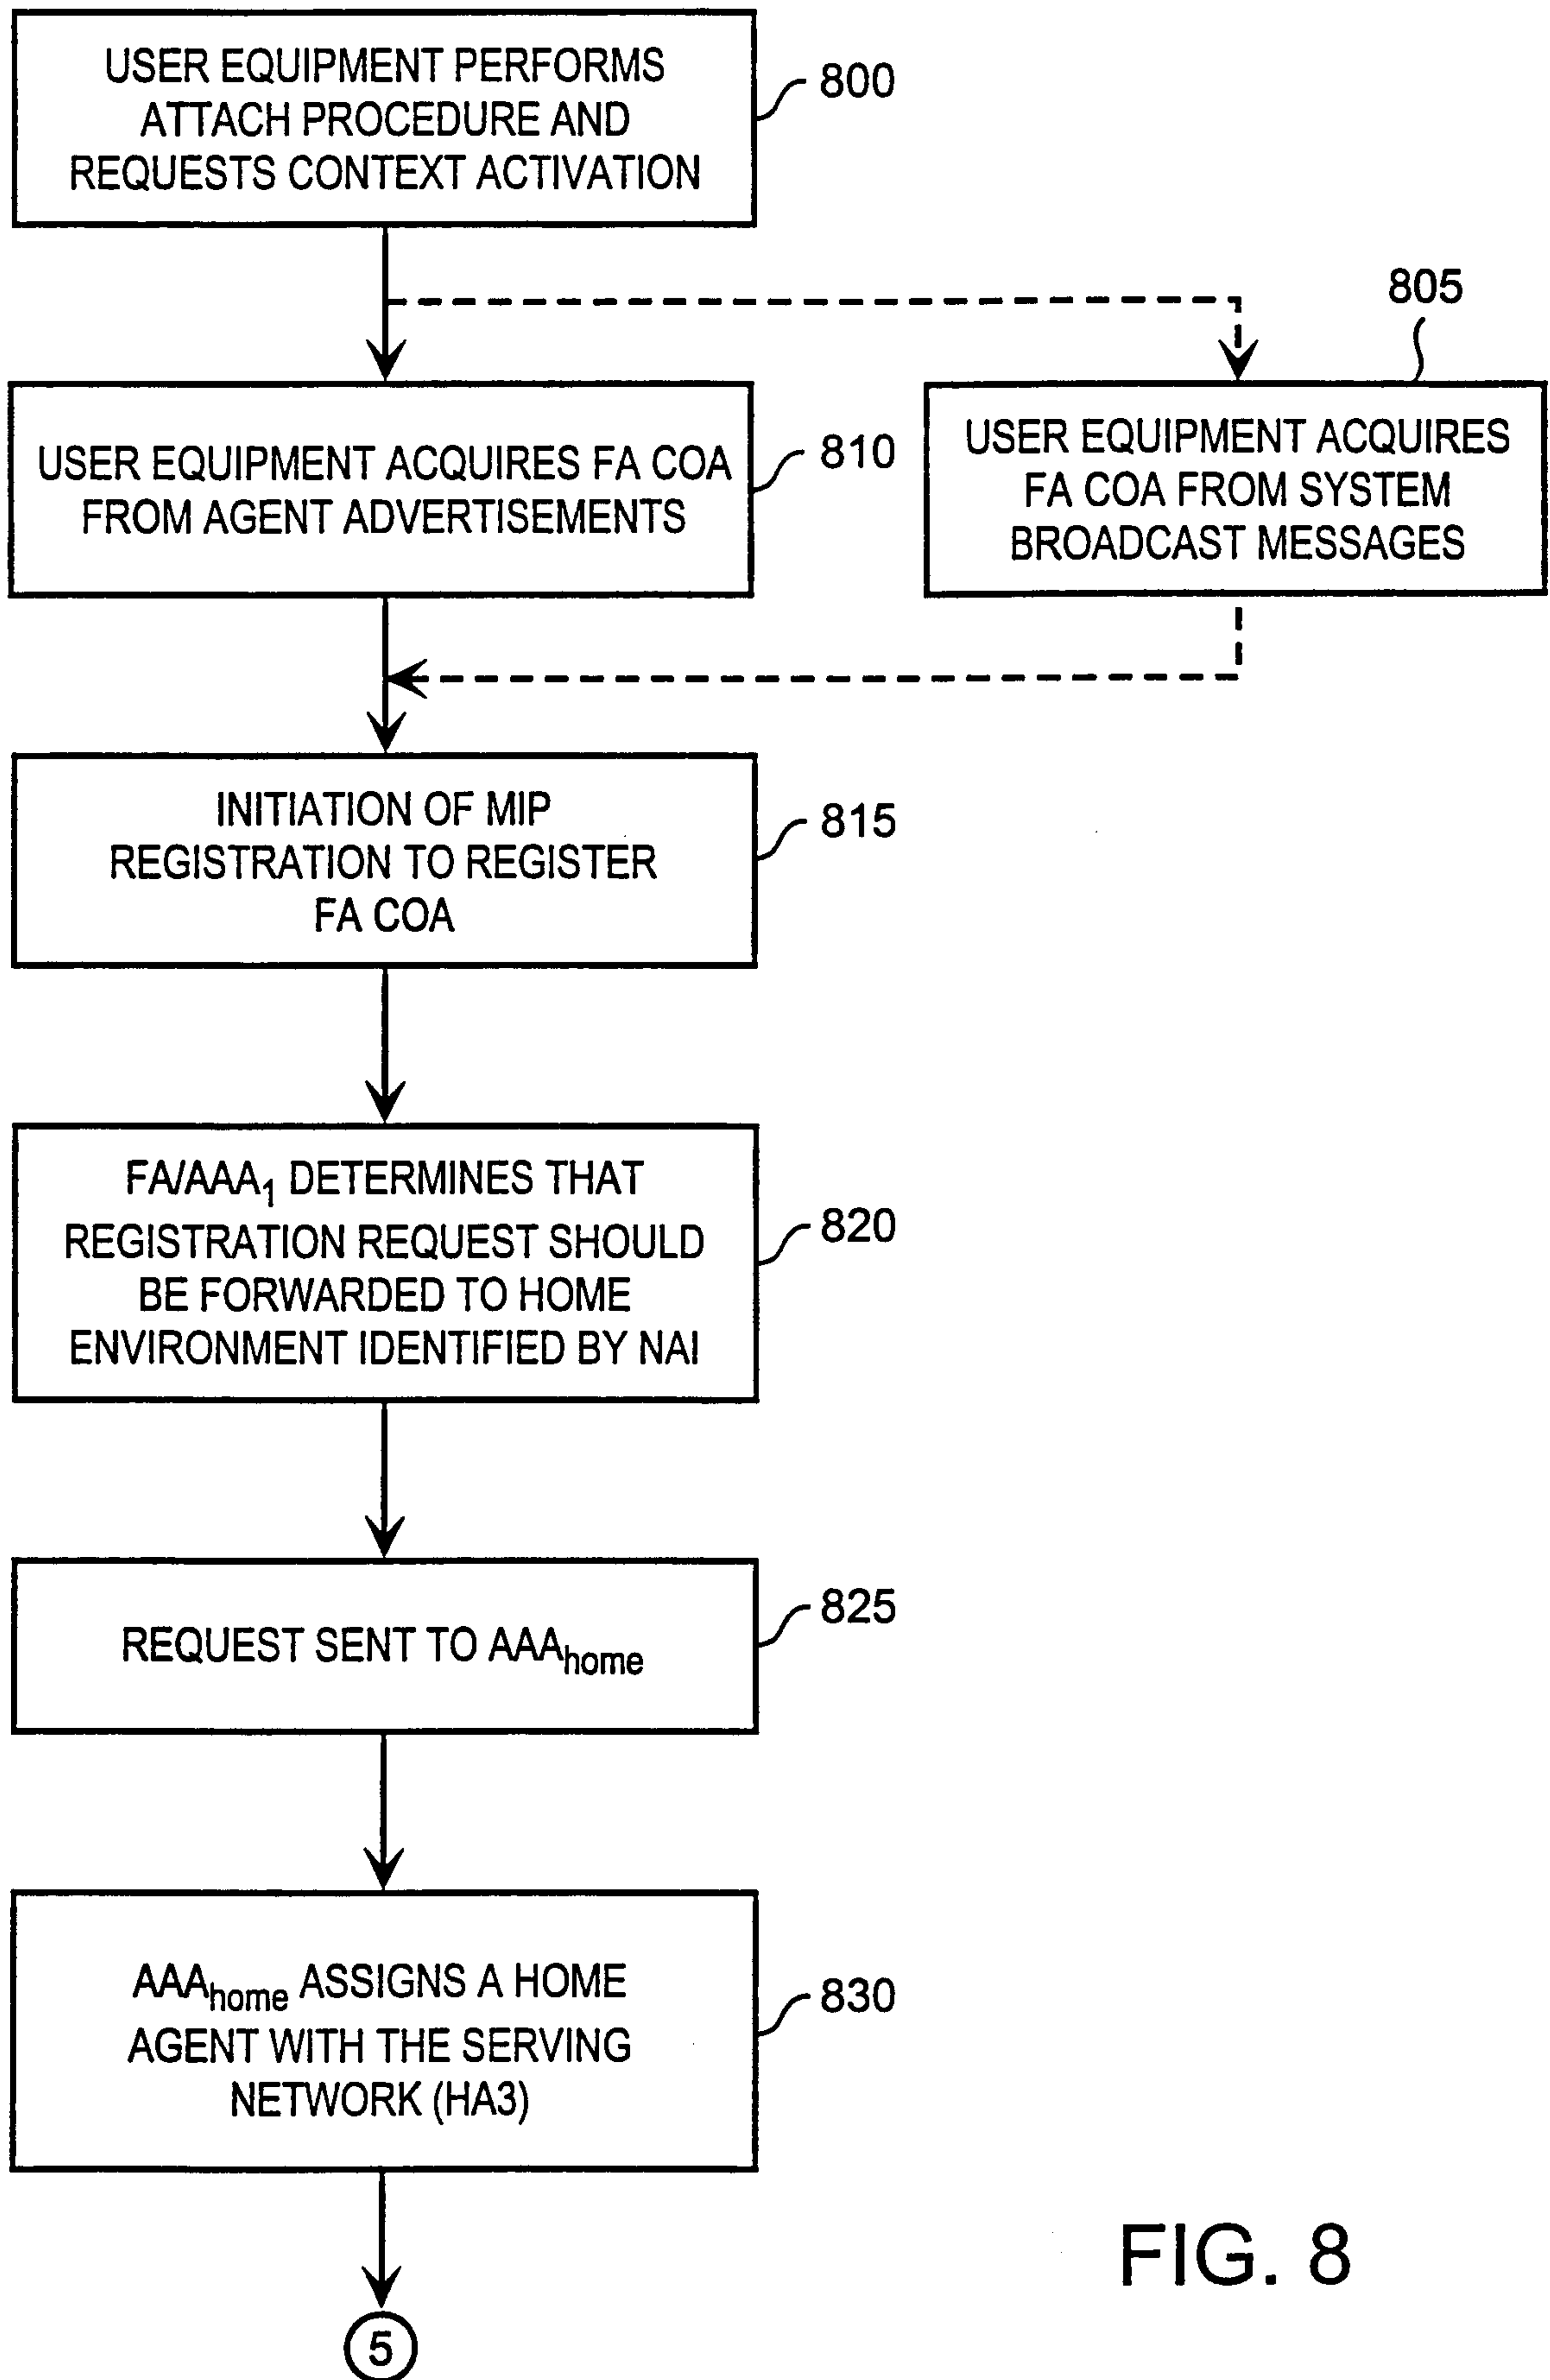 USER EQUIPMENT PERFORMS
ATTACH PROCEDURE AND
REQUESTS CONTEXT ACTIVATION
800
805
USER EQUIPMENT ACQUIRES FA COA
FROM AGENT ADVERTISEMENTS
810
USER EQUIPMENT ACQUIRES
FA COA FROM SYSTEM
BROADCAST MESSAGES
INITIATION OF MIP
REGISTRATION TO REGISTER
FA COA
815
FA/AAA1 DETERMINES THAT
REGISTRATION REQUEST SHOULD
BE FORWARDED TO HOME
ENVIRONMENT IDENTIFIED BY NAI
820
REQUEST SENT TO AAAhome
825
AAAhome ASSIGNS A HOME
AGENT WITH THE SERVING
NETWORK (HA3)
830
5
FIG. 8